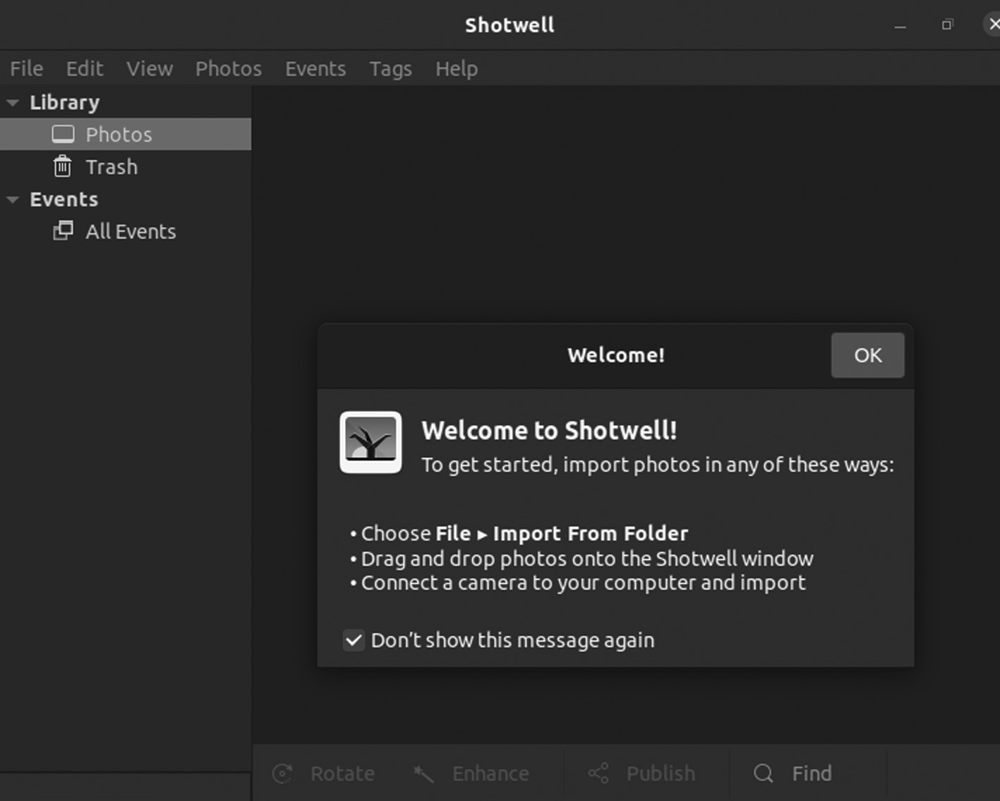 Shotwell
File Edit View Photos Events Tags Help
Library
Photos
Trash
Events
All Events
Welcome!
OK
Welcome to Shotwell!
To get started, import photos in any of these ways:
• Choose File ▸ Import From Folder
• Drag and drop photos onto the Shotwell window
• Connect a camera to your computer and import
Don’t show this message again
Rotate Enhance Publish Find